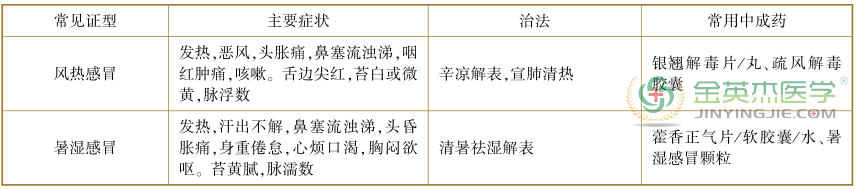 常见证型 主要症状 治法 常用中成药
风热感冒
发热,恶风,头胀痛,鼻塞流浊涕,咽
红肿痛,咳嗽。舌边尖红,苔白或微
黄,脉浮数
辛凉解表,宣肺清热
银翘解毒片/丸、疏风解毒
胶囊
暑湿感冒
发热,汗出不解,鼻塞流浊涕,头昏
胀痛,身重倦怠,心烦口渴,胸闷欲
呕。苔黄腻,脉濡数
清暑祛湿解表
藿香正气片/软胶囊/水、暑
湿感冒颗粒
金英杰医学®
JINYINGJIE.COM